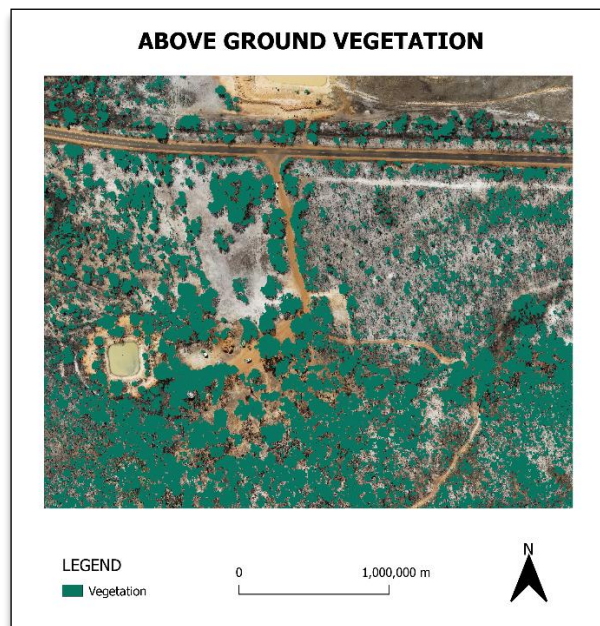 ABOVE GROUND VEGETATION
LEGEND
Vegetation
0 1,000,000 m
N